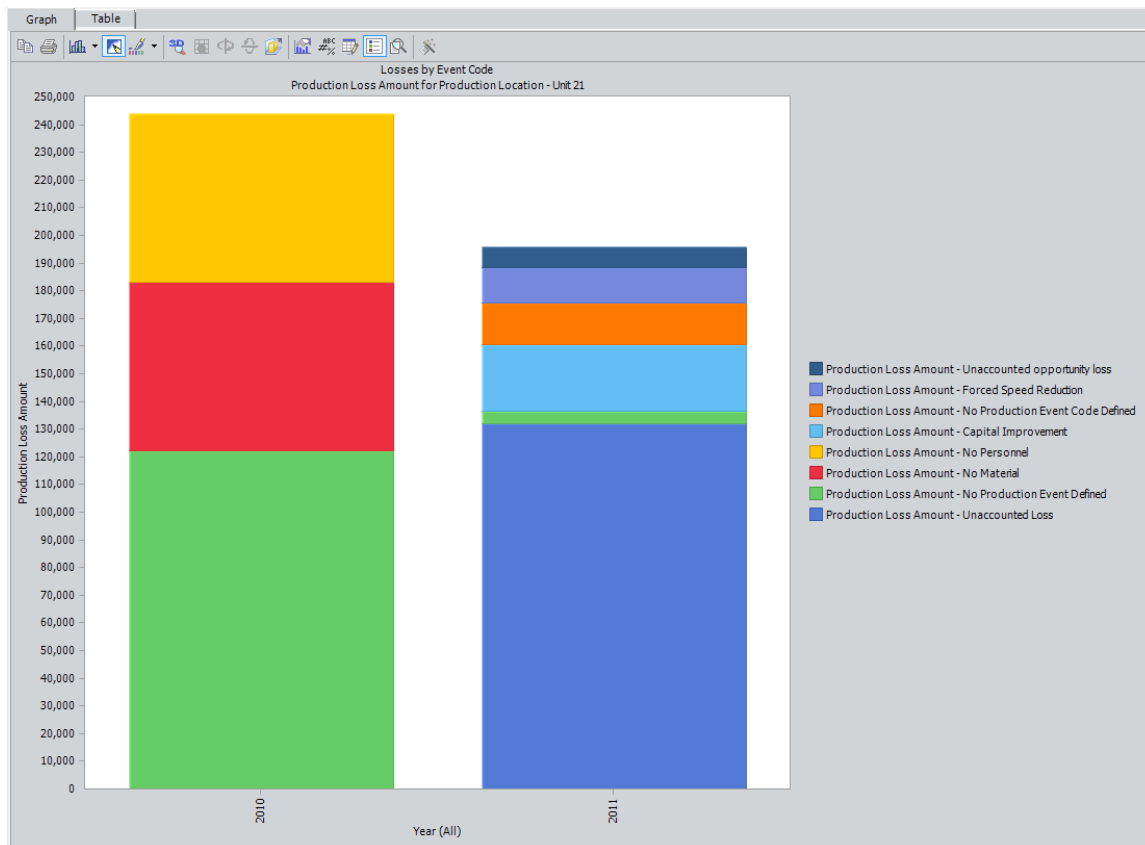 Graph Table
3D ABC #%
Losses by Event Code
Production Loss Amount for Production Location - Unit 21
250,000
240,000
230,000
220,000
210,000
200,000
190,000
180,000
170,000
160,000
150,000
140,000
130,000
120,000
110,000
100,000
90,000
80,000
70,000
60,000
50,000
40,000
30,000
20,000
10,000
0
Production Loss Amount
2010
2011
Year (All)
Production Loss Amount - Unaccounted opportunity loss
Production Loss Amount - Forced Speed Reduction
Production Loss Amount - No Production Event Code Defined
Production Loss Amount - Capital Improvement
Production Loss Amount - No Personnel
Production Loss Amount - No Material
Production Loss Amount - No Production Event Defined
Production Loss Amount - Unaccounted Loss